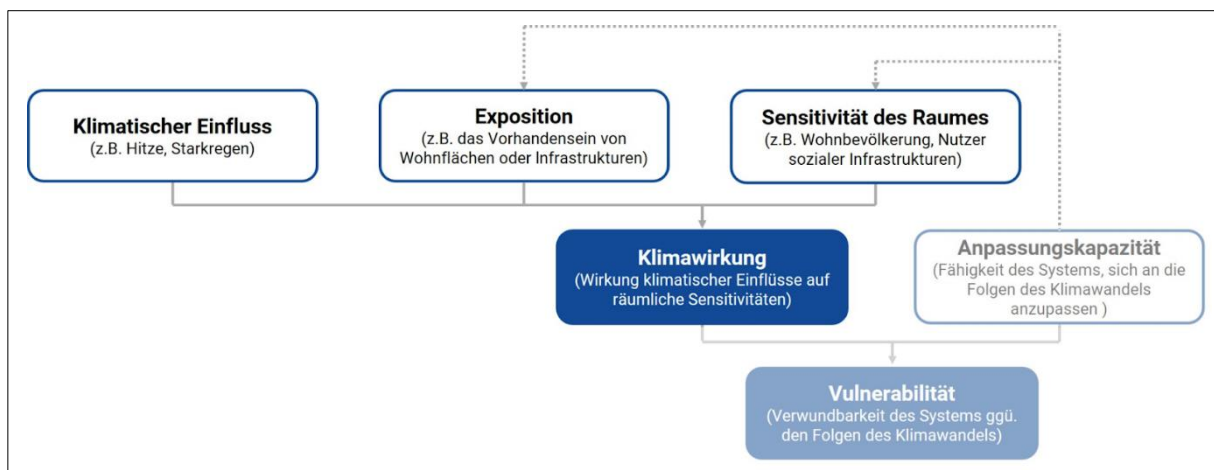 Klimatischer Einfluss
(z.B. Hitze, Starkregen)
Exposition
(z.B. das Vorhandensein von
Wohnflächen oder Infrastrukturen)
Sensitivität des Raumes
(z.B. Wohnbevölkerung, Nutzer
sozialer Infrastrukturen)
Klimawirkung
(Wirkung klimatischer Einflüsse auf
räumliche Sensitivitäten)
Anpassungskapazität
(Fähigkeit des Systems, sich an die
Folgen des Klimawandels
anzupassen )
Vulnerabilität
(Verwundbarkeit des Systems ggü.
den Folgen des Klimawandels)